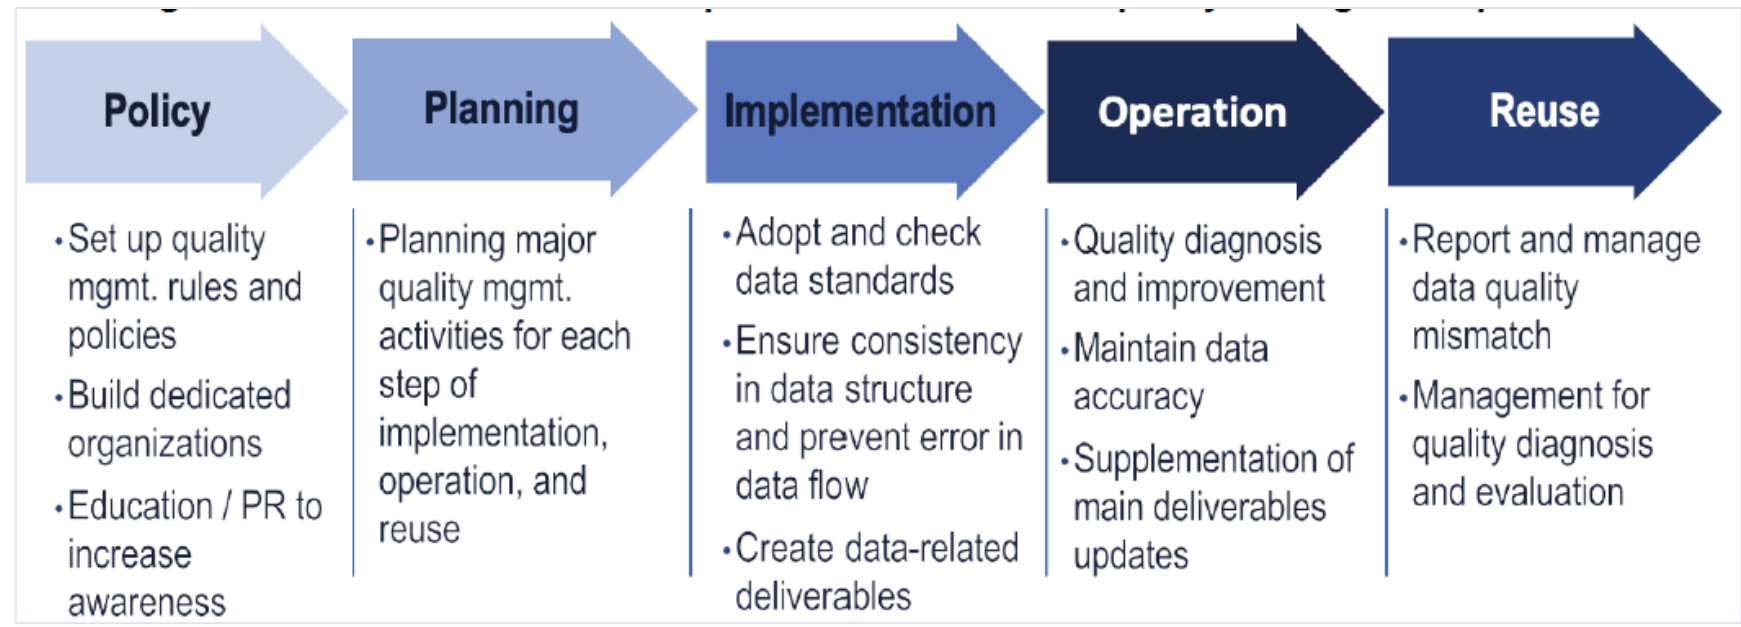 Policy
Planning
Implementation
Operation
Reuse
•Set up quality
mgmt. rules and
policies
•Build dedicated
organizations
•Education / PR to
increase
awareness
•Planning major
quality mgmt.
activities for each
step of
implementation,
operation, and
reuse
•Adopt and check
data standards
•Ensure consistency
in data structure
and prevent error in
data flow
•Create data-related
deliverables
•Quality diagnosis
and improvement
•Maintain data
accuracy
•Supplementation of
main deliverables
updates
•Report and manage
data quality
mismatch
•Management for
quality diagnosis
and evaluation